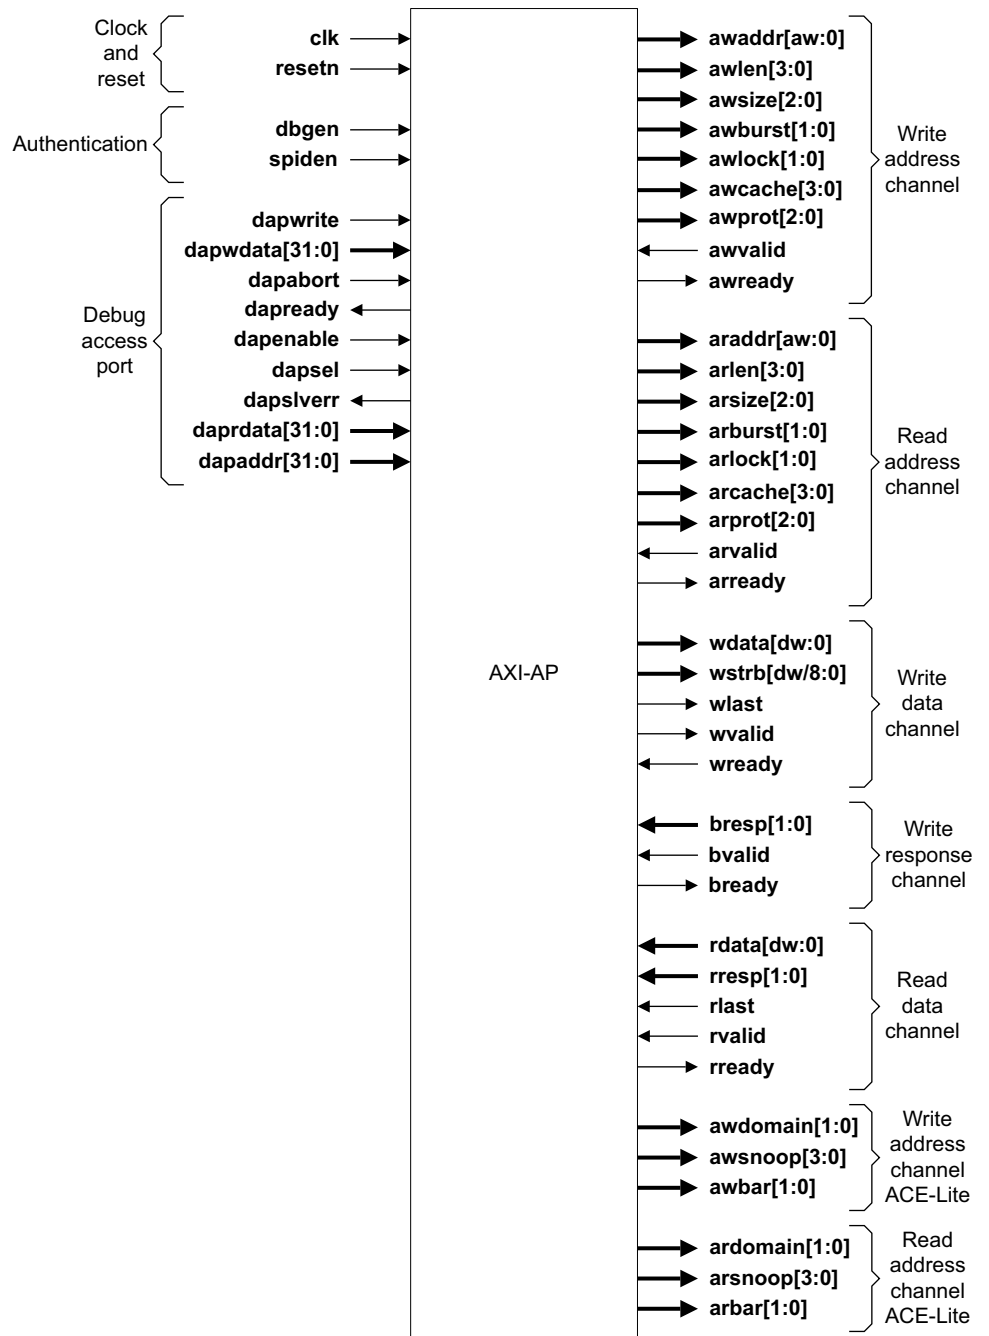 Clock
and
reset
clk
resetn
Authentication
dbgen
spiden
Debug
access
port
dapwrite
dapwdata[31:0]
dapabort
dapready
dapenable
dapsel
dapslverr
daprdata[31:0]
dapaddr[31:0]
AXI-AP
awaddr[aw:0]
awlen[3:0]
awsize[2:0]
awburst[1:0]
awlock[1:0]
awcache[3:0]
awprot[2:0]
awvalid
awready
Write
address
channel
araddr[aw:0]
arlen[3:0]
arsize[2:0]
arburst[1:0]
arlock[1:0]
arcache[3:0]
arprot[2:0]
arvalid
arready
Read
address
channel
wdata[dw:0]
wstrb[dw/8:0]
wlast
wvalid
wready
Write
data
channel
bresp[1:0]
bvalid
bready
Write
response
channel
rdata[dw:0]
rresp[1:0]
rlast
rvalid
rready
Read
data
channel
awdomain[1:0]
awsnoop[3:0]
awbar[1:0]
Write
address
channel
ACE-Lite
ardomain[1:0]
arsnoop[3:0]
arbar[1:0]
Read
address
channel
ACE-Lite